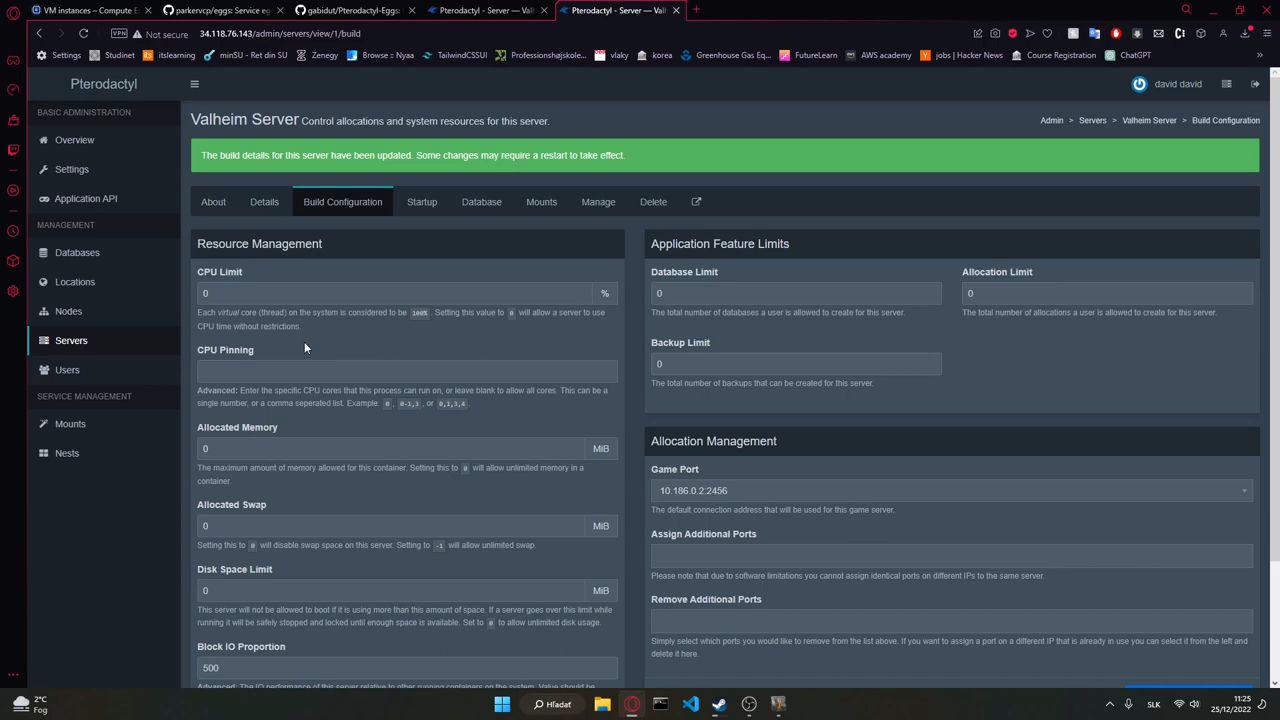 VM instances – Compute E
parkervcp/eggs:
gabidut/Pterodactyl-S
Pterodactyl – Server – Valh
Pterodactyl – Server – Valh
VPN Not secure 34.118.76.143/admin/servers/view/1/build
Settings Studinet itslearning minSU - Ret din SU Deepl Browse :: Nyaa TailwindCSSUI vlaky korea Greenhouse Gas Eq... FutureLearn AWS academy jobs | Hacker News Course Registration ChatGPT
Pterodactyl
david david
BASIC ADMINISTRATION
Overview
Settings
Application API
MANAGEMENT
Databases
Locations
Nodes
Servers
Users
SERVICE MANAGEMENT
Mounts
Nests
Valheim Server Control allocations and system resources for this server.
Admin > Servers > Valheim Server > Build Configuration
The build details for this server have been updated. Some changes may require a restart to take effect.
About Details Build Configuration Startup Database Mounts Manage Delete
Resource Management
CPU Limit
0 %
Each virtual core (thread) on the system is considered to be 100%. Setting this value to 0 will allow a server to use
CPU time without restrictions.
CPU Pinning
Advanced: Enter the specific CPU cores that this process can run on, or leave blank to allow all cores. This can be a
single number, or a comma seperated list. Example: 0, 0-1,3, or 0,1,3,4.
Allocated Memory
0 MiB
The maximum amount of memory allowed for this container. Setting this to 0 will allow unlimited memory in a
container.
Allocated Swap
0 MiB
Setting this to 0 will disable swap space on this server. Setting to -1 will allow unlimited swap.
Disk Space Limit
0 MiB
This server will not be allowed to boot if it is using more than this amount of space. If a server goes over this limit while
running it will be safely stopped and locked until enough space is available. Set to 0 to allow unlimited disk usage.
Block IO Proportion
500
Advanced: The IO performance of this server relative to other running containers on the system. Value should be
Application Feature Limits
Database Limit
0
The total number of databases a user is allowed to create for this server.
Allocation Limit
0
The total number of allocations a user is allowed to create for this server.
Backup Limit
0
The total number of backups that can be created for this server.
Allocation Management
Game Port
10.186.0.2:2456
The default connection address that will be used for this game server.
Assign Additional Ports
Please note that due to software limitations you cannot assign identical ports on different IPs to the same server.
Remove Additional Ports
Simply select which ports you would like to remove from the list above. If you want to assign a port on a different IP that is already in use you can select it from the left and
delete it here.
2°C
Fog
Hľadať
SLK
11:25
25/12/2022